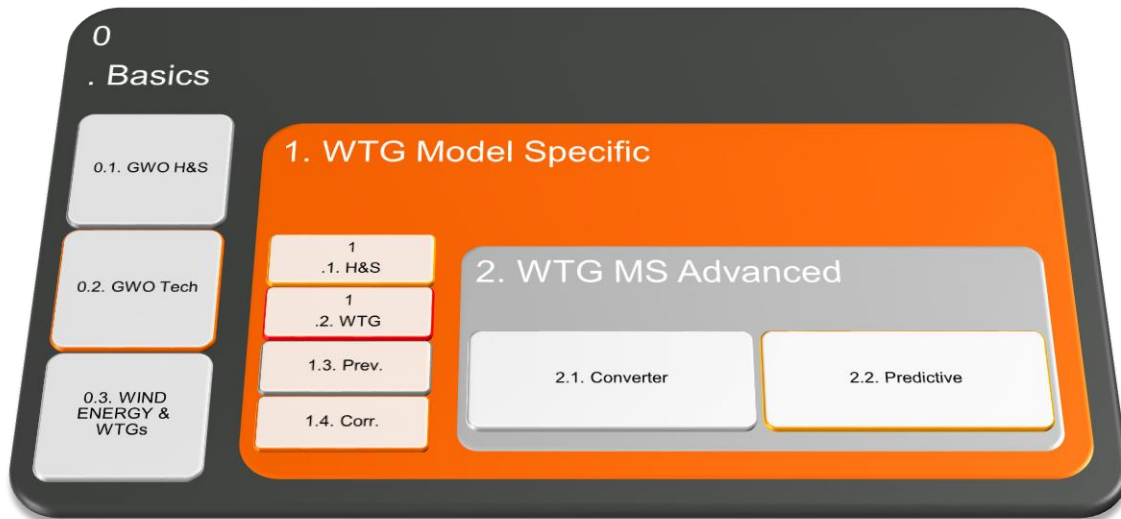 0
. Basics
0.1. GWO H&S
0.2. GWO Tech
0.3. WIND
ENERGY &
WTGs
1. WTG Model Specific
1
.1. H&S
1
.2. WTG
1.3. Prev.
1.4. Corr.
2. WTG MS Advanced
2.1. Converter
2.2. Predictive